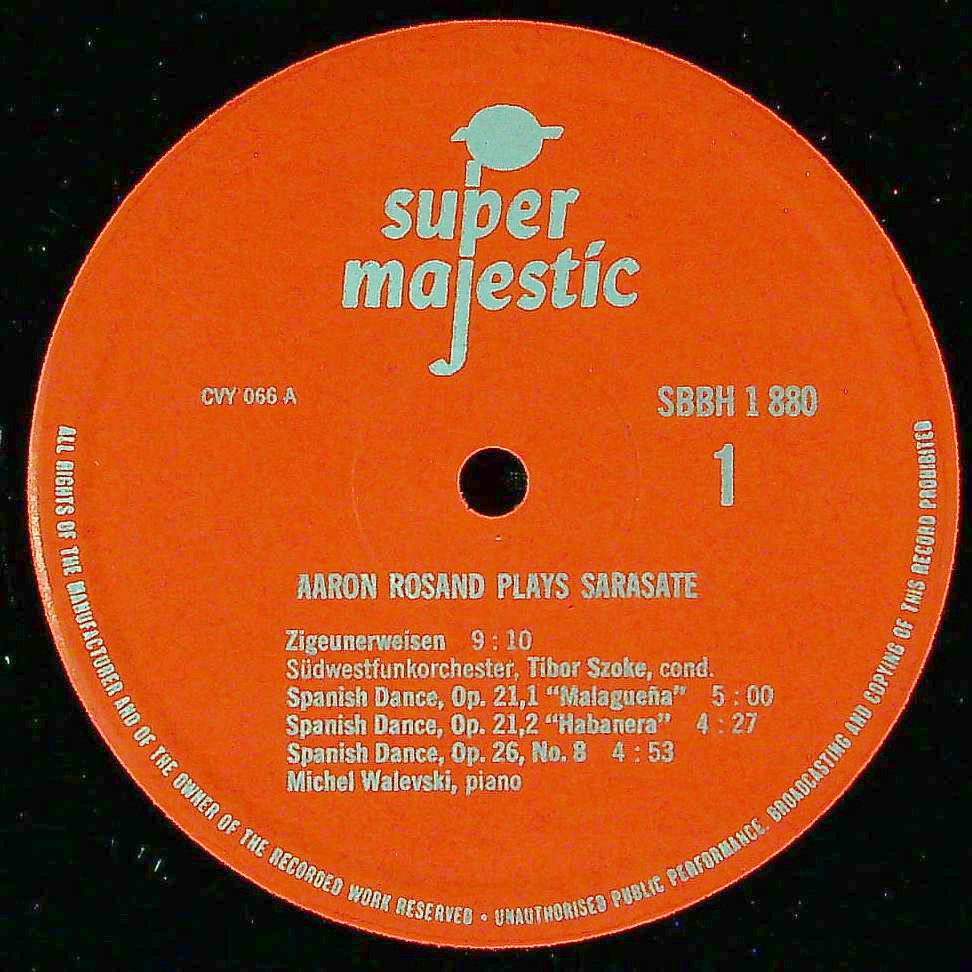 super
majestic
CVY 066 A
SBBH 1 880
1
AARON ROSAND PLAYS SARASATE
Zigeunerweisen 9 : 10
Südwestfunkorchester, Tibor Szoke, cond.
Spanish Dance, Op. 21,1 “Malagueña” 5 : 00
Spanish Dance, Op. 21,2 “Habanera” 4 : 27
Spanish Dance, Op. 26, No. 8 4 : 53
Michel Walevski, piano
ALL RIGHTS OF THE MANUFACTURER AND OF THE OWNER OF THE RECORDED WORK RESERVED • UNAUTHORISED PUBLIC PERFORMANCE, BROADCASTING AND COPYING OF THIS RECORD PROHIBITED